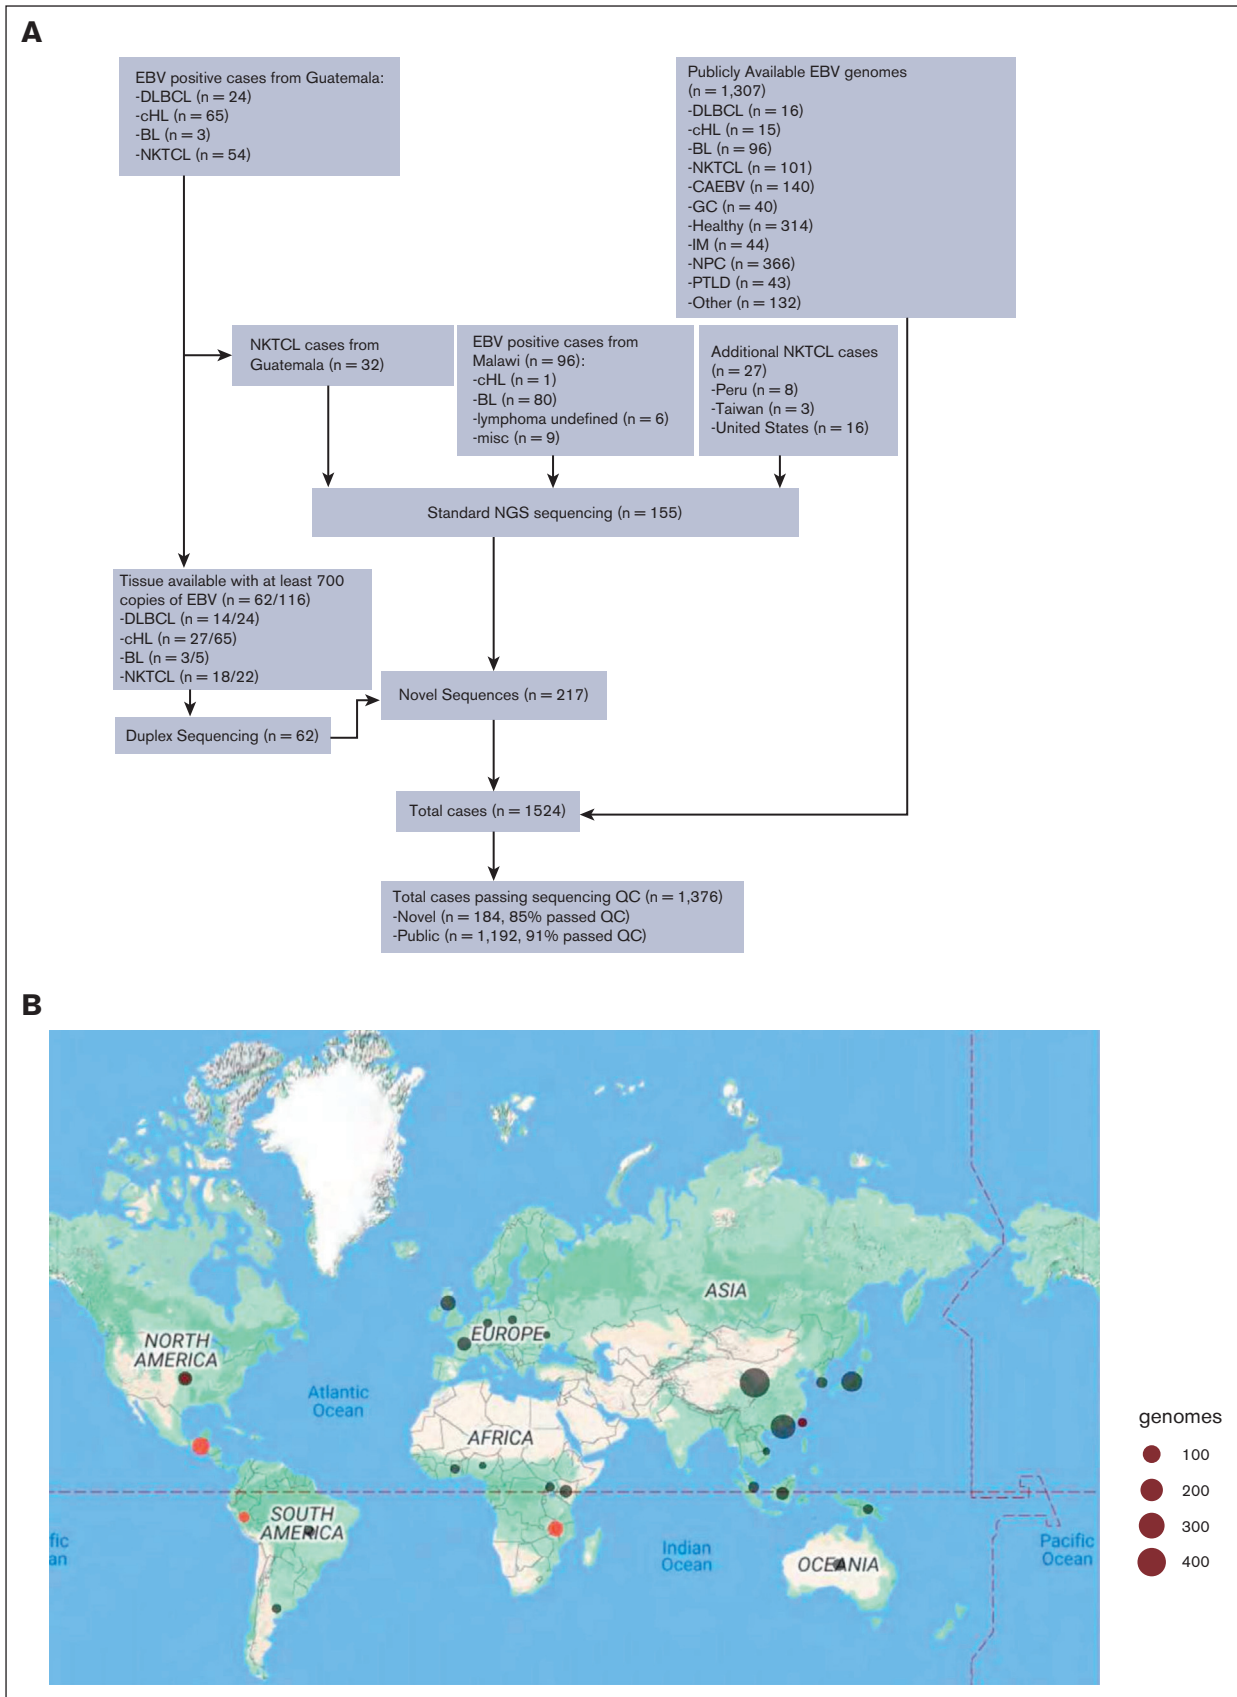 A
EBV positive cases from Guatemala:
-DLBCL (n = 24)
-cHL (n = 65)
-BL (n = 3)
-NKTCL (n = 54)
Publicly Available EBV genomes
(n = 1,307)
-DLBCL (n = 16)
-cHL (n = 15)
-BL (n = 96)
-NKTCL (n = 101)
-CAEBV (n = 140)
-GC (n = 40)
-Healthy (n = 314)
-IM (n = 44)
-NPC (n = 366)
-PTLD (n = 43)
-Other (n = 132)
NKTCL cases from
Guatemala (n = 32)
EBV positive cases from
Malawi (n = 96):
-cHL (n = 1)
-BL (n = 80)
-lymphoma undefined (n = 6)
-misc (n = 9)
Additional NKTCL cases
(n = 27)
-Peru (n = 8)
-Taiwan (n = 3)
-United States (n = 16)
Standard NGS sequencing (n = 155)
Tissue available with at least 700
copies of EBV (n = 62/116)
-DLBCL (n = 14/24)
-cHL (n = 27/65)
-BL (n = 3/5)
-NKTCL (n = 18/22)
Novel Sequences (n = 217)
Duplex Sequencing (n = 62)
Total cases (n = 1524)
Total cases passing sequencing QC (n = 1,376)
-Novel (n = 184, 85% passed QC)
-Public (n = 1,192, 91% passed QC)
B
ASIA
NORTH
AMERICA
EUROPE
Atlantic
Ocean
AFRICA
SOUTH
AMERICA
fic
an
Indian
Ocean
OCEANIA
Pacific
Ocean
genomes
100
200
300
400